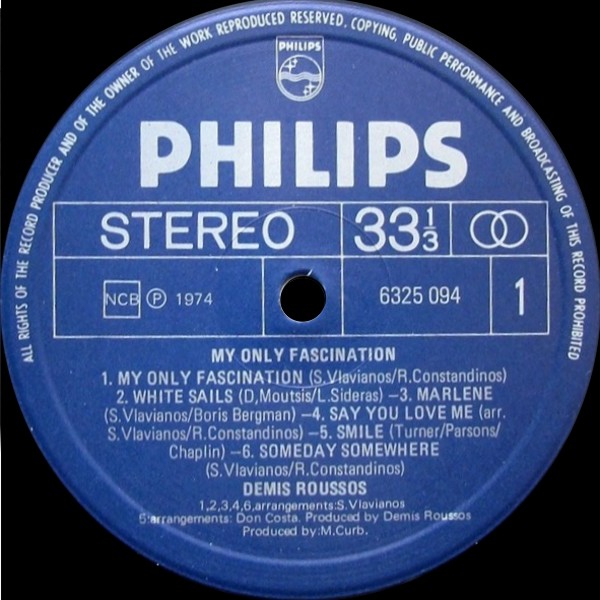 ALL RIGHTS OF THE RECORD PRODUCER AND OF THE OWNER OF THE WORK REPRODUCED RESERVED. COPYING, PUBLIC PERFORMANCE AND BROADCASTING OF THIS RECORD PROHIBITED
PHILIPS
PHILIPS
STEREO 33 1/3
NCB Ⓟ 1974 6325 094 1
MY ONLY FASCINATION
1. MY ONLY FASCINATION (S.Vlavianos/R.Constandinos)
2. WHITE SAILS (D,Moutsis/L.Sideras) –3. MARLENE
(S.Vlavianos/Boris Bergman) –4. SAY YOU LOVE ME (arr.
S.Vlavianos/R.Constandinos) –5. SMILE (Turner/Parsons/
Chaplin) –6. SOMEDAY SOMEWHERE
(S.Vlavianos/R.Constandinos)
DEMIS ROUSSOS
1,2,3,4,6,arrangements:S.Vlavianos
5:arrangements: Don Costa. Produced by Demis Roussos
Produced by:M.Curb.